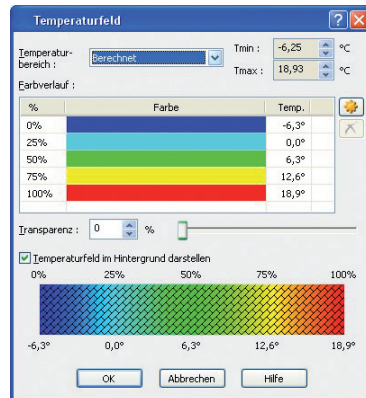 Temperaturfeld
Temperatur-
bereich :
Berechnet
Tmin : -6,25 °C
Tmax : 18,93 °C
Farbverlauf :
% Farbe Temp.
0% -6,3°
25% 0,0°
50% 6,3°
75% 12,6°
100% 18,9°
Transparenz : 0 %
Temperaturfeld im Hintergrund darstellen
0% 25% 50% 75% 100%
-6,3° 0,0° 6,3° 12,6° 18,9°
OK Abbrechen Hilfe